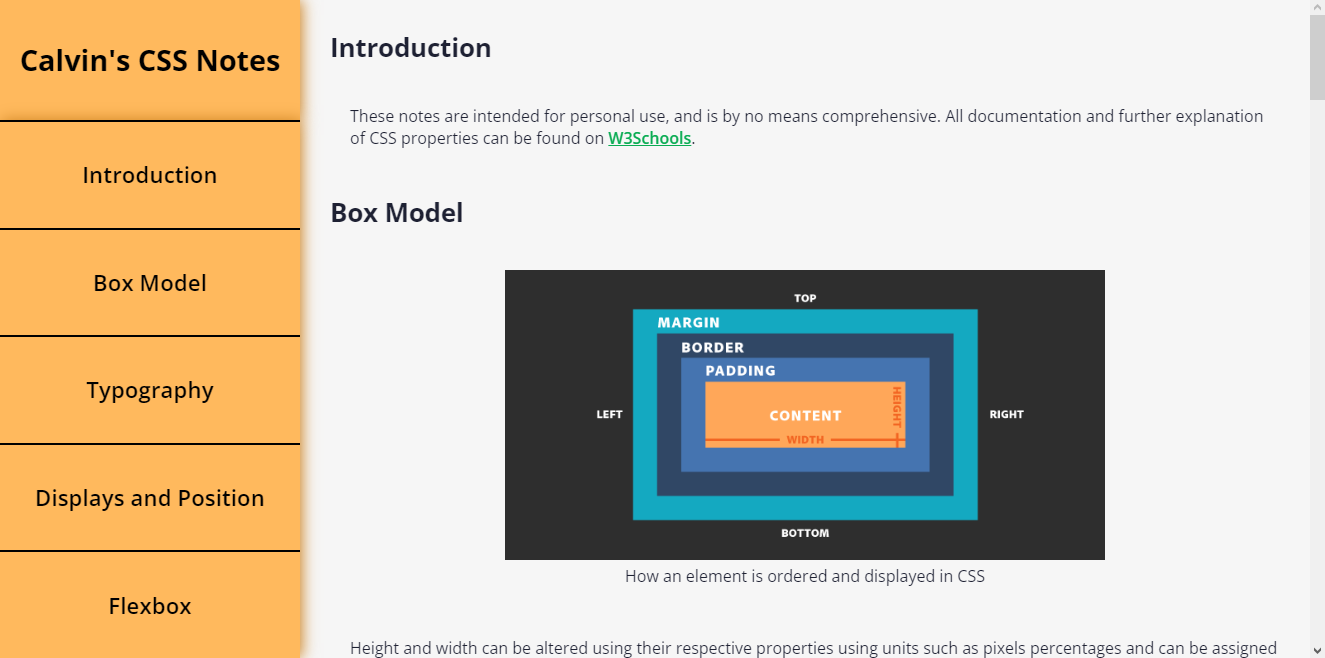 Calvin's CSS Notes
Introduction
Box Model
Typography
Displays and Position
Flexbox
Introduction
These notes are intended for personal use, and is by no means comprehensive. All documentation and further explanation
of CSS properties can be found on W3Schools.
Box Model
TOP
MARGIN
BORDER
PADDING
HEIGHT
LEFT
CONTENT
RIGHT
WIDTH
BOTTOM
How an element is ordered and displayed in CSS
Height and width can be altered using their respective properties using units such as pixels percentages and can be assigned